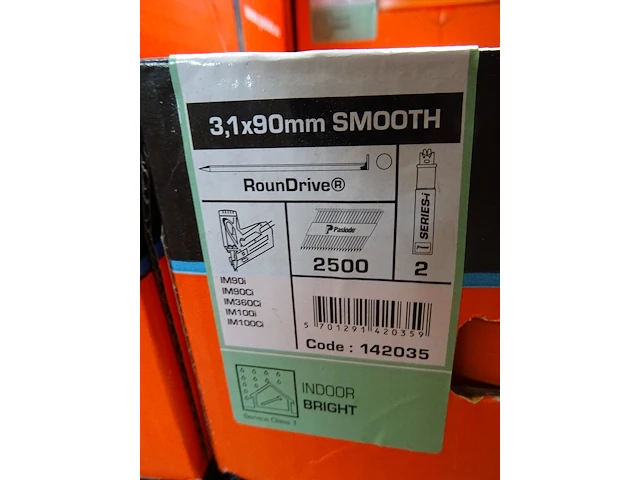 3,1x90mm SMOOTH
RounDrive®
Paslode
SERIES-i
2500
2
IM90i
IM90Ci
IM360Ci
IM100i
IM100Ci
5 701291 420359
Code : 142035
INDOOR
BRIGHT
Service Class 1